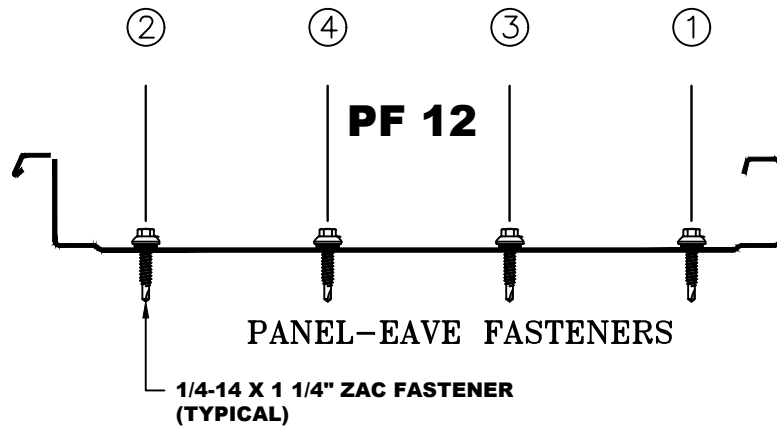 2 4 3 1
PF 12
PANEL-EAVE FASTENERS
1/4-14 X 1 1/4" ZAC FASTENER
(TYPICAL)